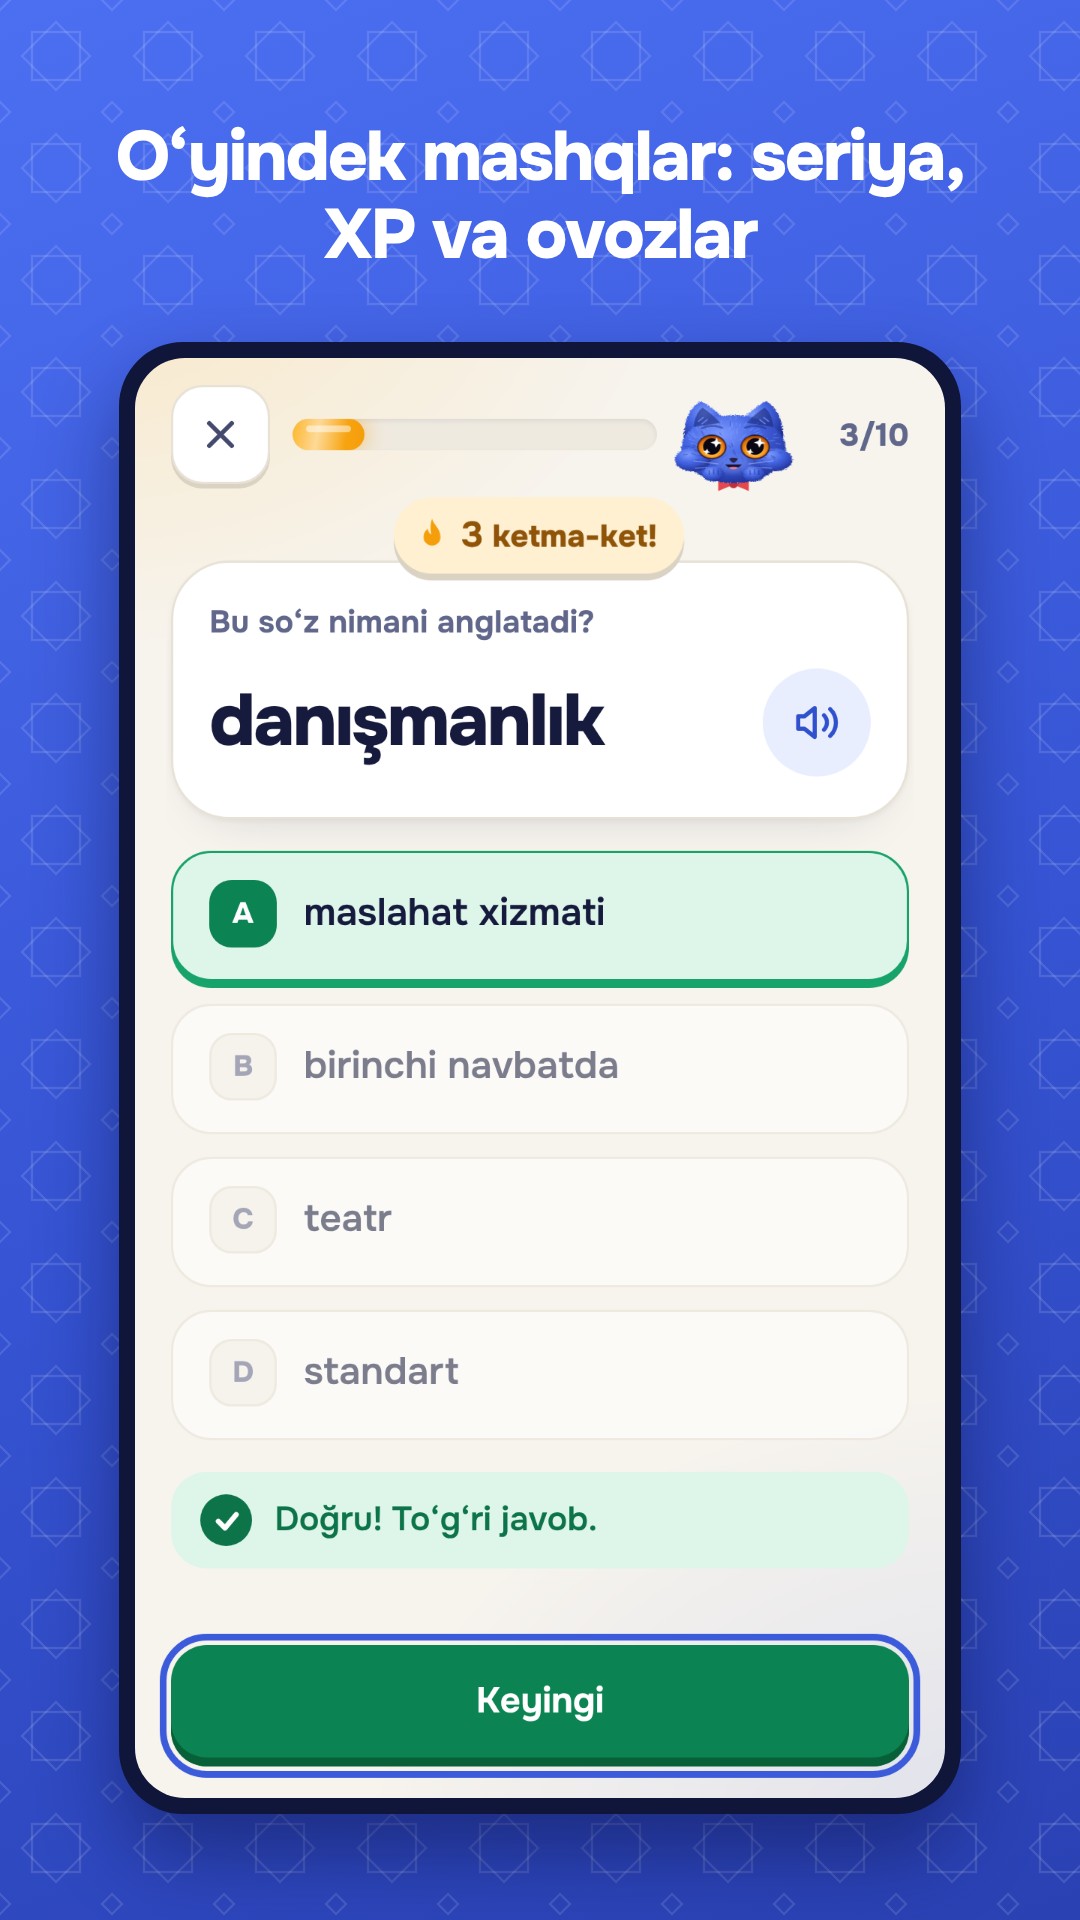 O‘yindek mashqlar: seriya,
XP va ovozlar
3/10
3 ketma-ket!
Bu so‘z nimani anglatadi?
danışmanlık
A maslahat xizmati
B birinchi navbatda
C teatr
D standart
Doğru! To‘g‘ri javob.
Keyingi